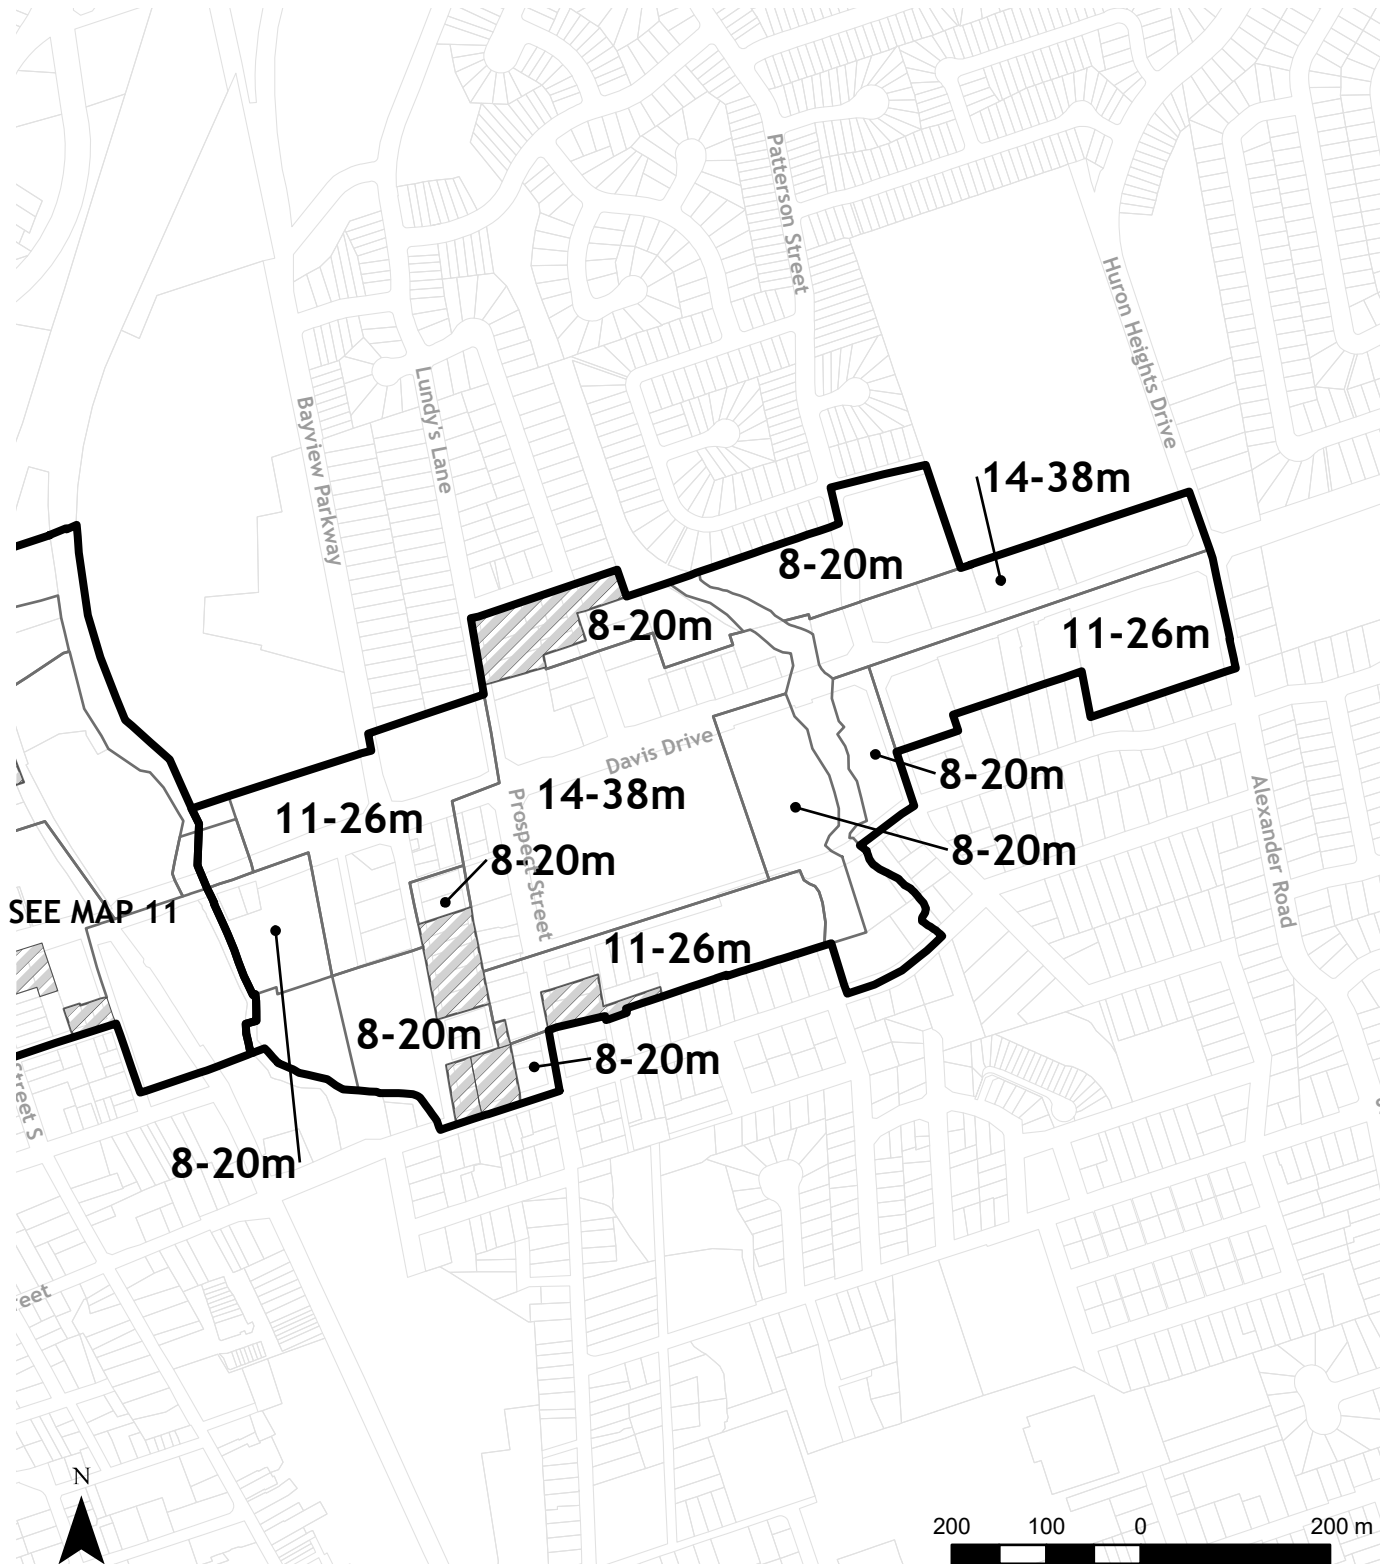 Patterson Street
Huron Heights Drive
Lundy's Lane
Bayview Parkway
14-38m
8-20m
8-20m
11-26m
Davis Drive
8-20m
14-38m
11-26m
Prospect Street
8-20m
8-20m
Alexander Road
SEE MAP 11
11-26m
8-20m
8-20m
Street S
8-20m
eet
N
200 100 0 200 m